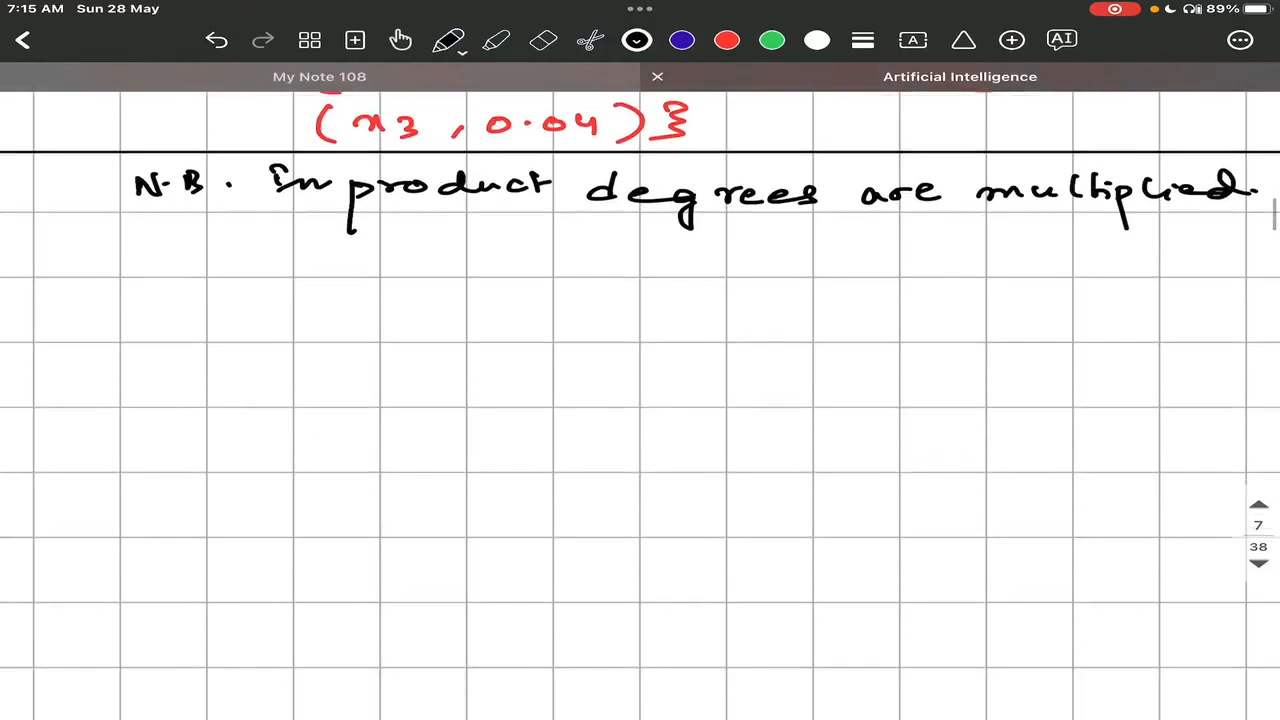 7:15 AM Sun 28 May
89%
A
AI
My Note 108
Artificial Intelligence
(x3, 0.04)}
N.B. In product degrees are multiplied.
7
38